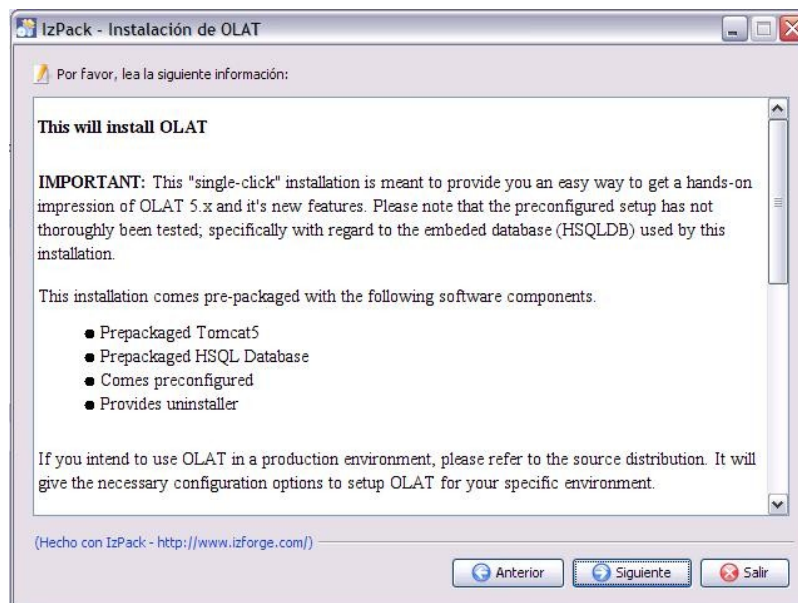 IzPack - Instalación de OLAT
Por favor, lea la siguiente información:
This will install OLAT
IMPORTANT: This "single-click" installation is meant to provide you an easy way to get a hands-on
impression of OLAT 5.x and it's new features. Please note that the preconfigured setup has not
thoroughly been tested; specifically with regard to the embeded database (HSQLDB) used by this
installation.
This installation comes pre-packaged with the following software components.
● Prepackaged Tomcat5
● Prepackaged HSQL Database
● Comes preconfigured
● Provides uninstaller
If you intend to use OLAT in a production environment, please refer to the source distribution. It will
give the necessary configuration options to setup OLAT for your specific environment.
(Hecho con IzPack - http://www.izforge.com/)
Anterior Siguiente Salir